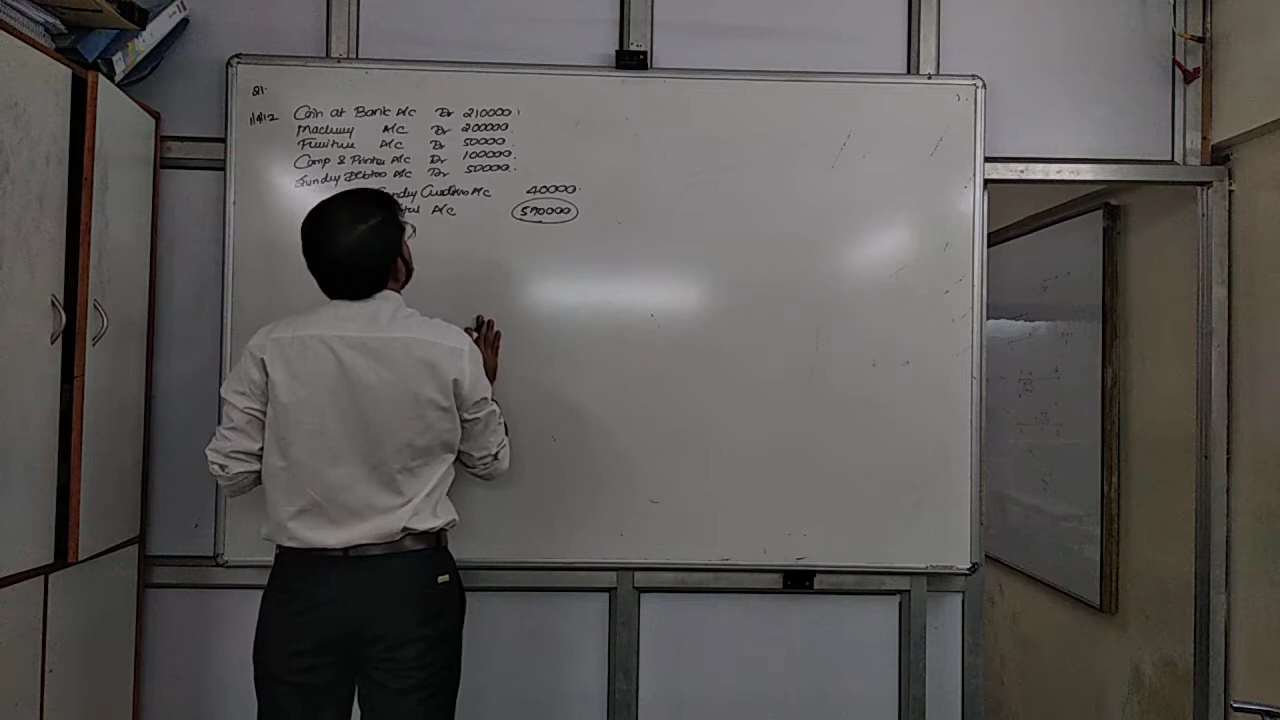 Q1.
1/4/12 Cash at Bank A/c Dr 210000
Machinery A/C Dr 200000
Furniture A/C Dr 50000
Comp & Printer A/c Dr 100000
Sundry Debtors A/c Dr 50000
Sundry Creditors A/c 40000
A/c 570000